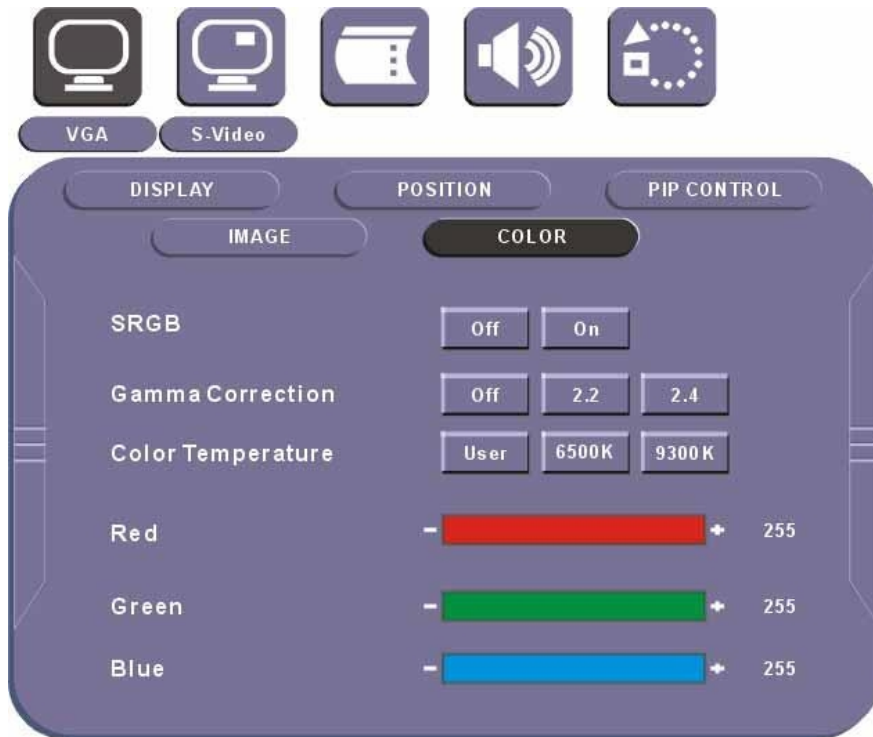 VGA S-Video
DISPLAY POSITION PIP CONTROL
IMAGE COLOR
SRGB Off On
Gamma Correction Off 2.2 2.4
Color Temperature User 6500K 9300K
Red - + 255
Green - + 255
Blue - + 255